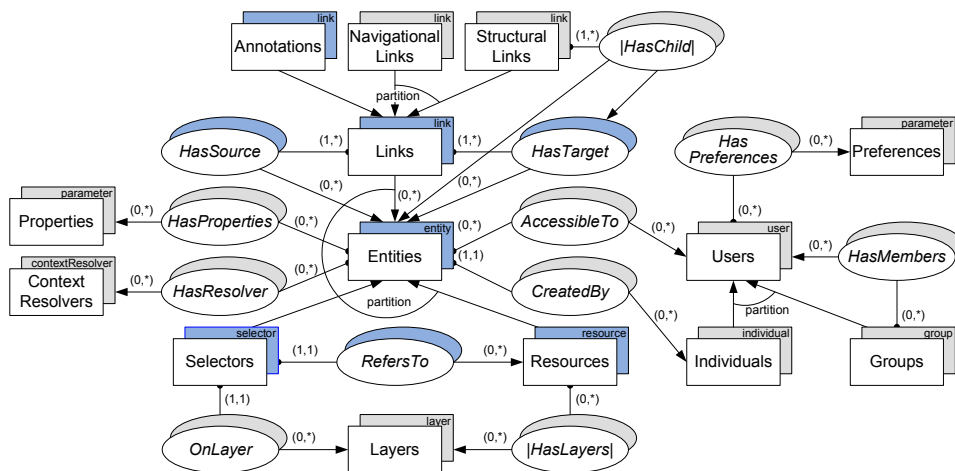 link
link
link
Annotations
Navigational
Links
Structural
Links
(1,*)
|HasChild|
partition
link
HasSource
(1,*)
Links
(1,*)
HasTarget
Has
Preferences
(0,*)
parameter
Preferences
parameter
Properties
(0,*)
HasProperties
(0,*)
(0,*)
(0,*)
(0,*)
(0,*)
entity
Entities
(0,*)
(1,1)
AccessibleTo
(0,*)
(0,*)
user
Users
(0,*)
HasMembers
contextResolver
Context
Resolvers
(0,*)
HasResolver
(0,*)
partition
CreatedBy
(0,*)
partition
(0,*)
selector
Selectors
(1,1)
RefersTo
(0,*)
resource
Resources
individual
Individuals
group
Groups
(1,1)
(0,*)
OnLayer
(0,*)
layer
Layers
(0,*)
|HasLayers|